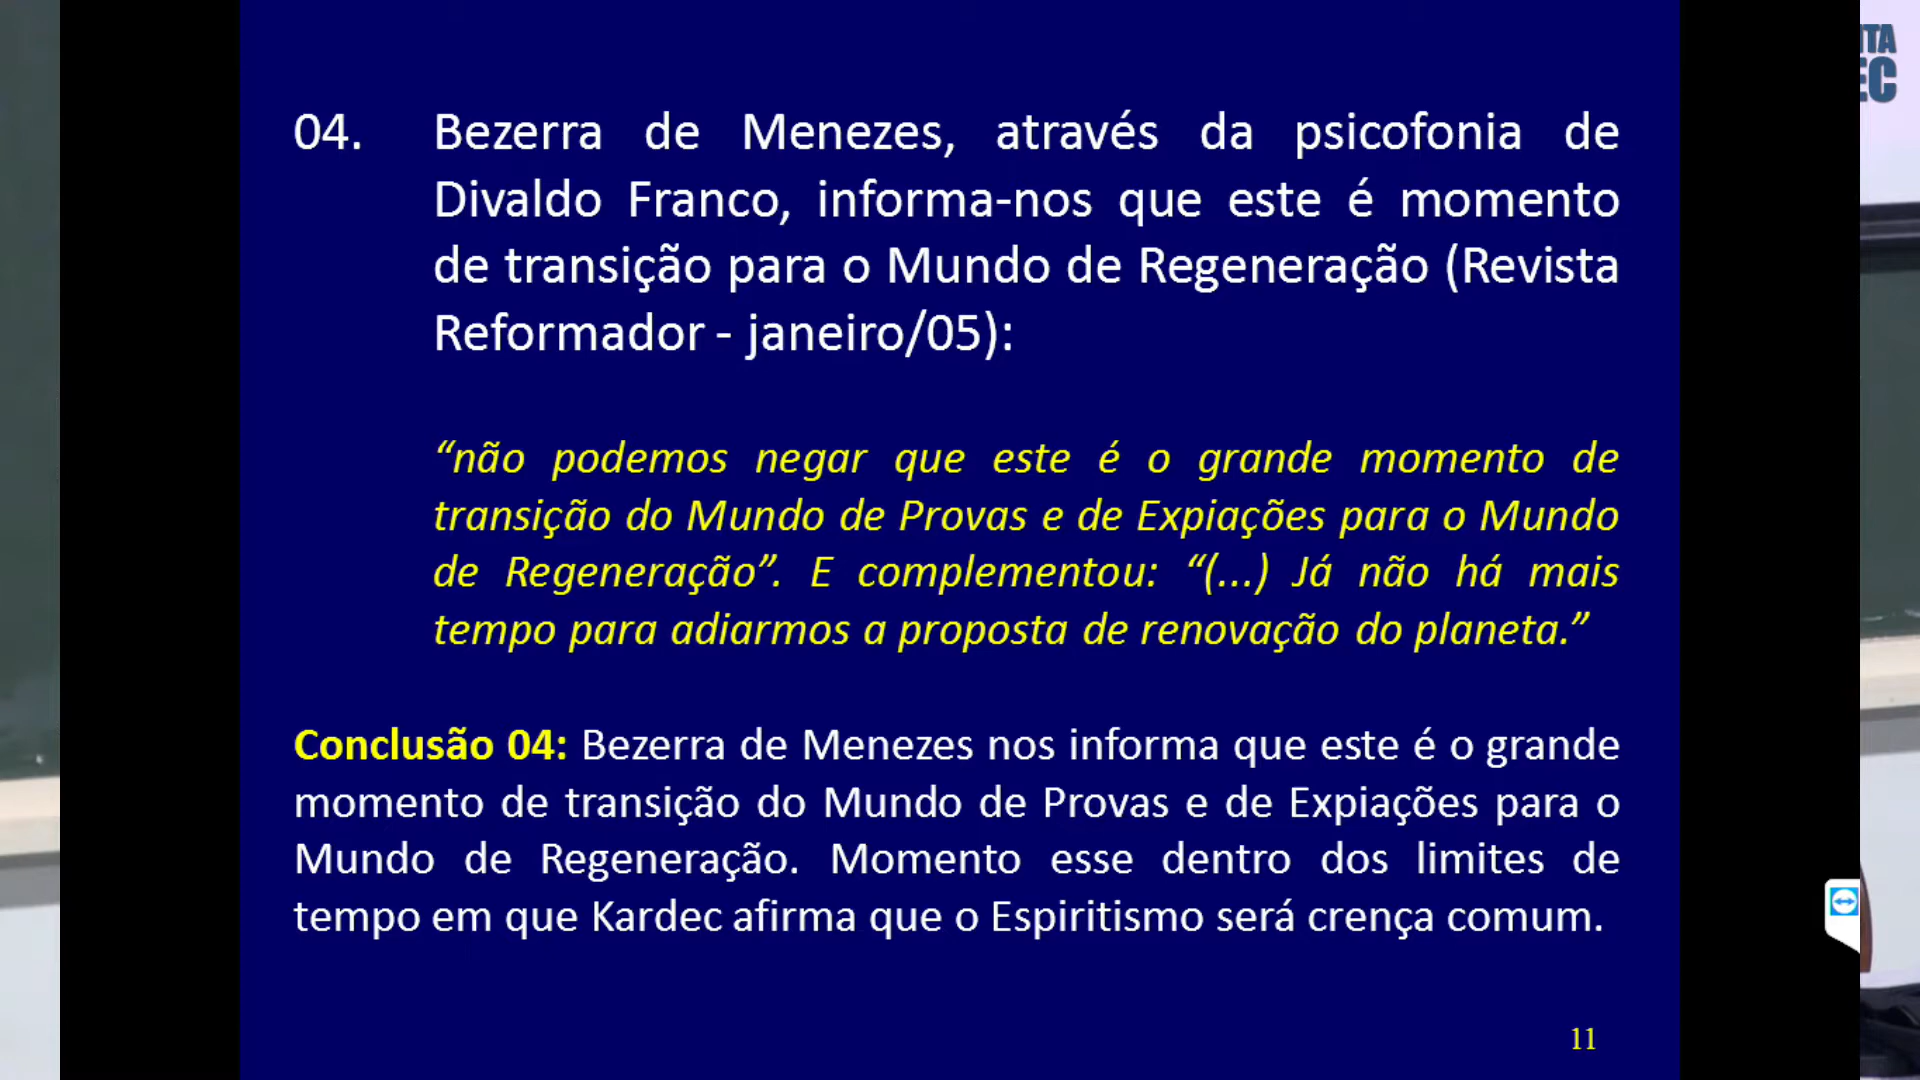 ITA
EC
04. Bezerra de Menezes, através da psicofonia de
Divaldo Franco, informa-nos que este é momento
de transição para o Mundo de Regeneração (Revista
Reformador - janeiro/05):
“não podemos negar que este é o grande momento de
transição do Mundo de Provas e de Expiações para o Mundo
de Regeneração”. E complementou: “(...) Já não há mais
tempo para adiarmos a proposta de renovação do planeta.”
Conclusão 04: Bezerra de Menezes nos informa que este é o grande
momento de transição do Mundo de Provas e de Expiações para o
Mundo de Regeneração. Momento esse dentro dos limites de
tempo em que Kardec afirma que o Espiritismo será crença comum.
11